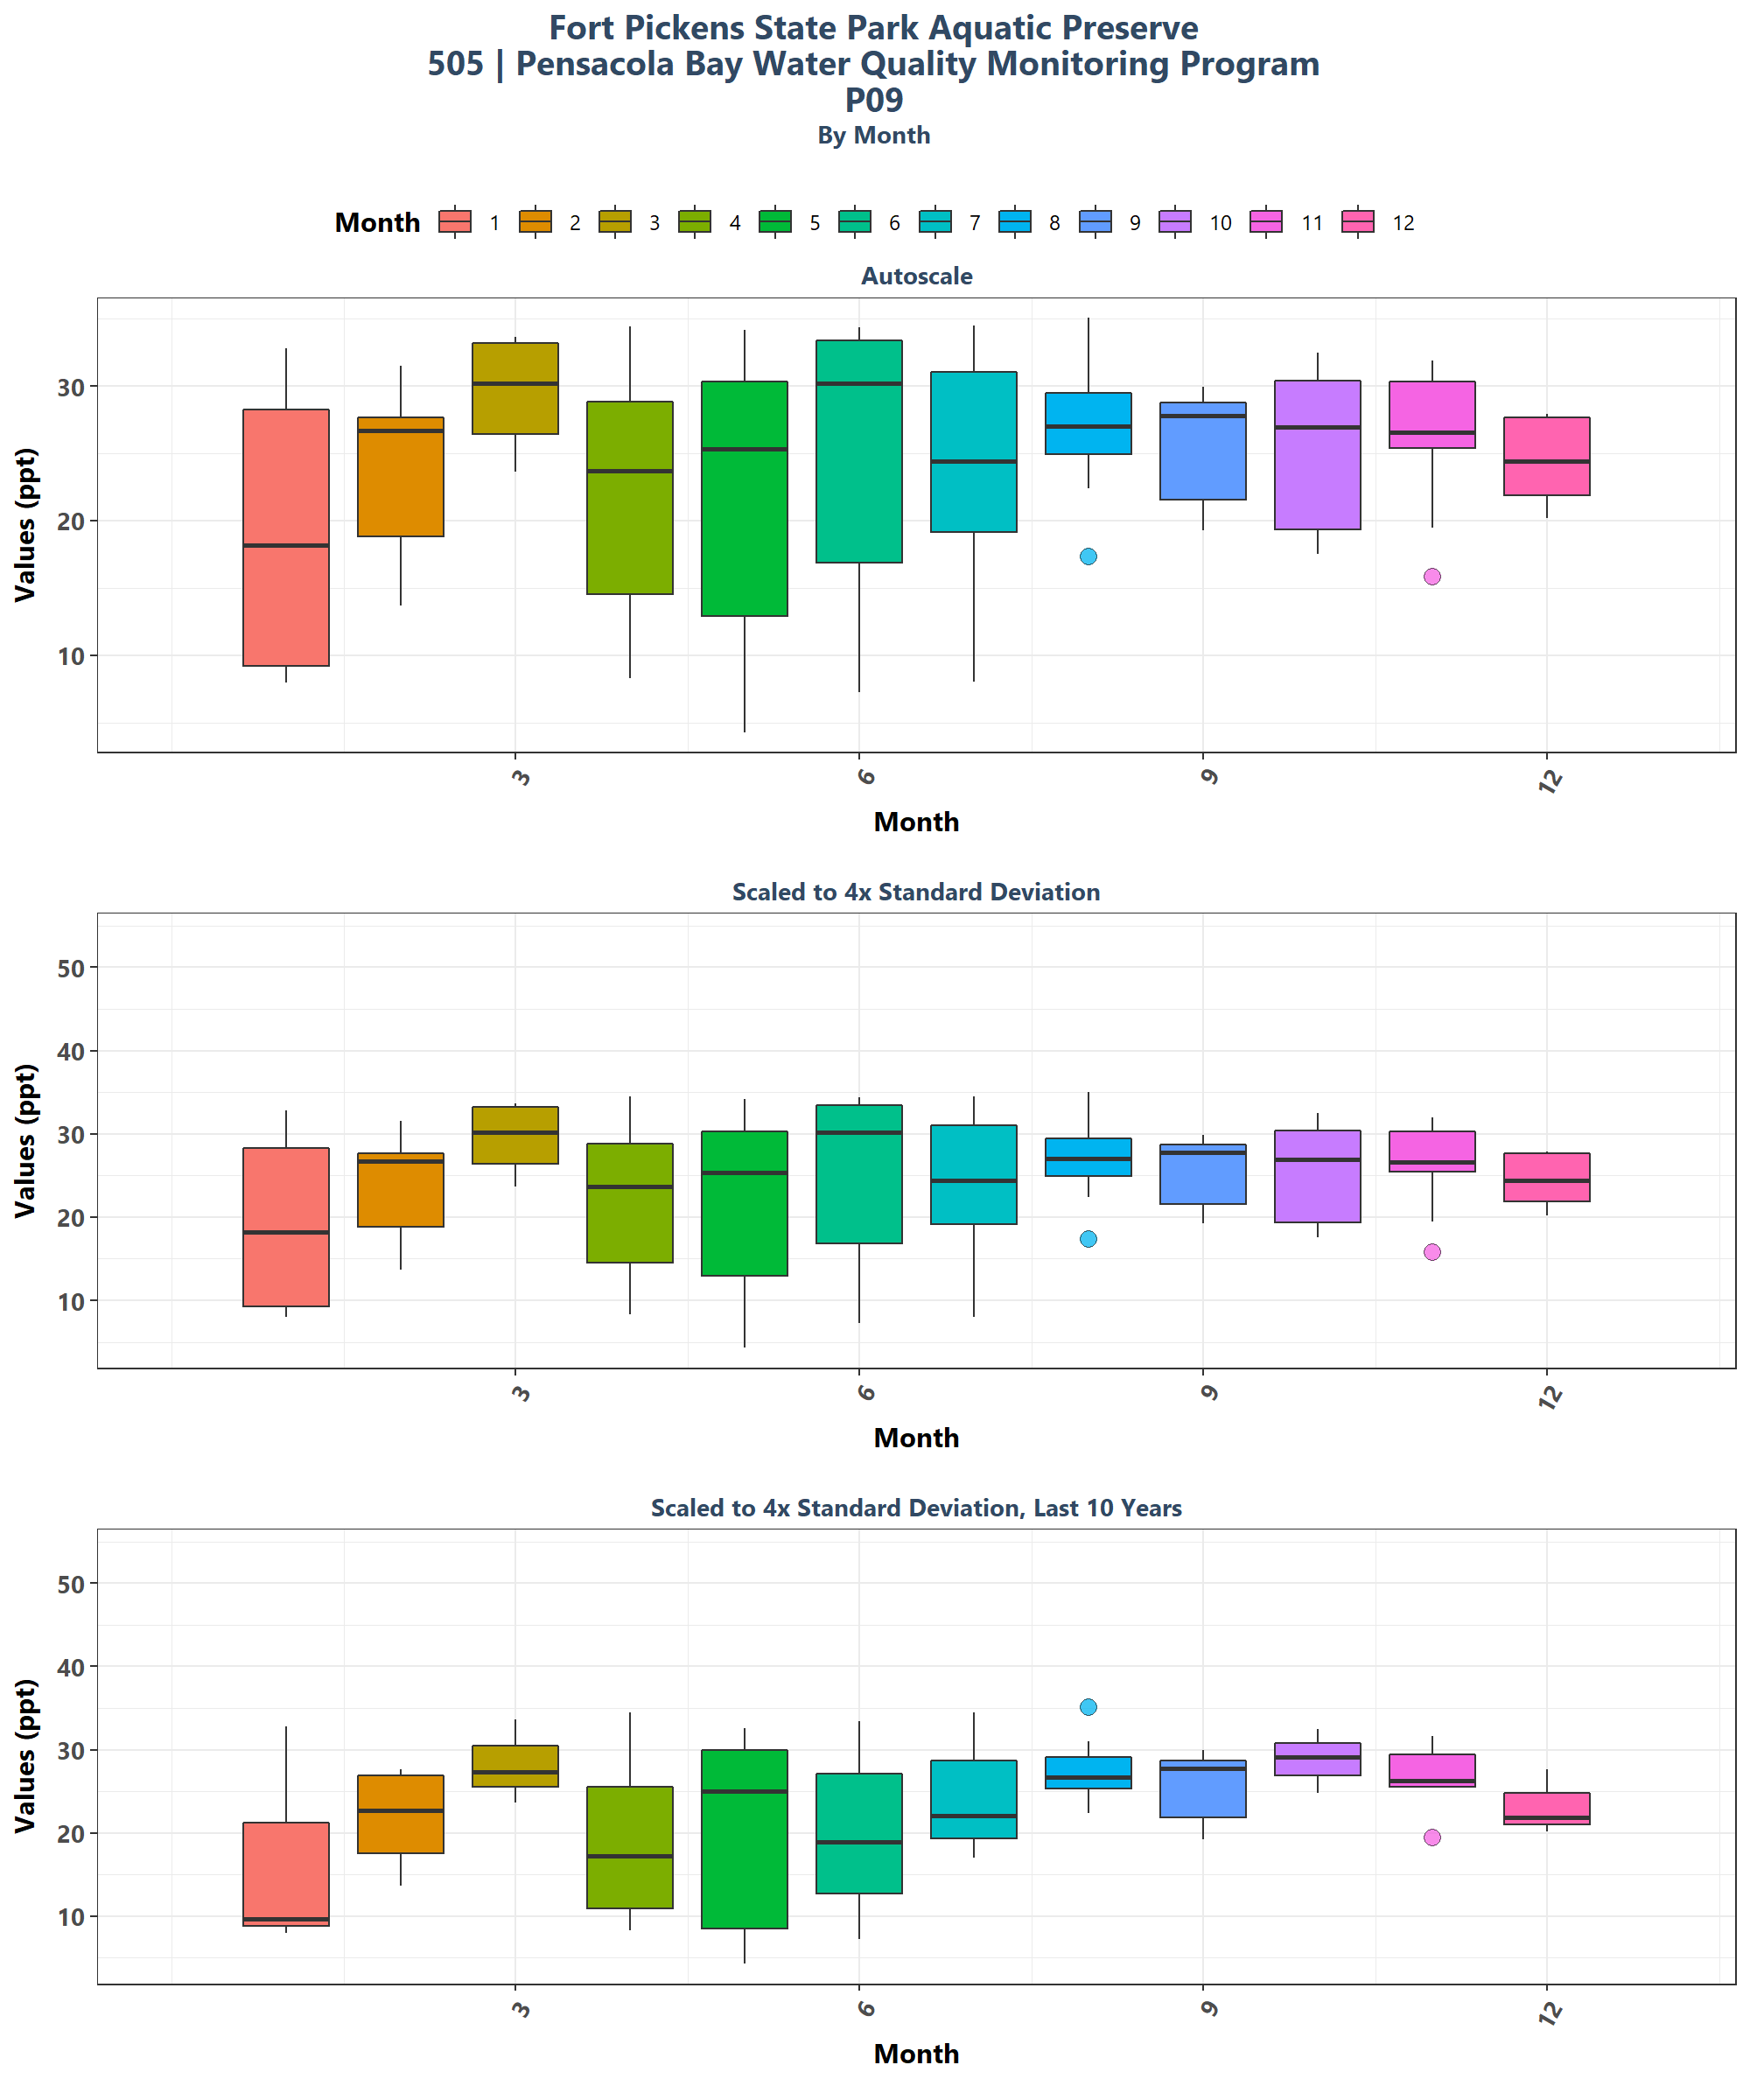 Fort Pickens State Park Aquatic Preserve
505 | Pensacola Bay Water Quality Monitoring Program
P09
By Month
Month 1 2 3 4 5 6 7 8 9 10 11 12
Autoscale
Values (ppt)
30
20
10
3 6 9 12
Month
Scaled to 4x Standard Deviation
Values (ppt)
50
40
30
20
10
3 6 9 12
Month
Scaled to 4x Standard Deviation, Last 10 Years
Values (ppt)
50
40
30
20
10
3 6 9 12
Month